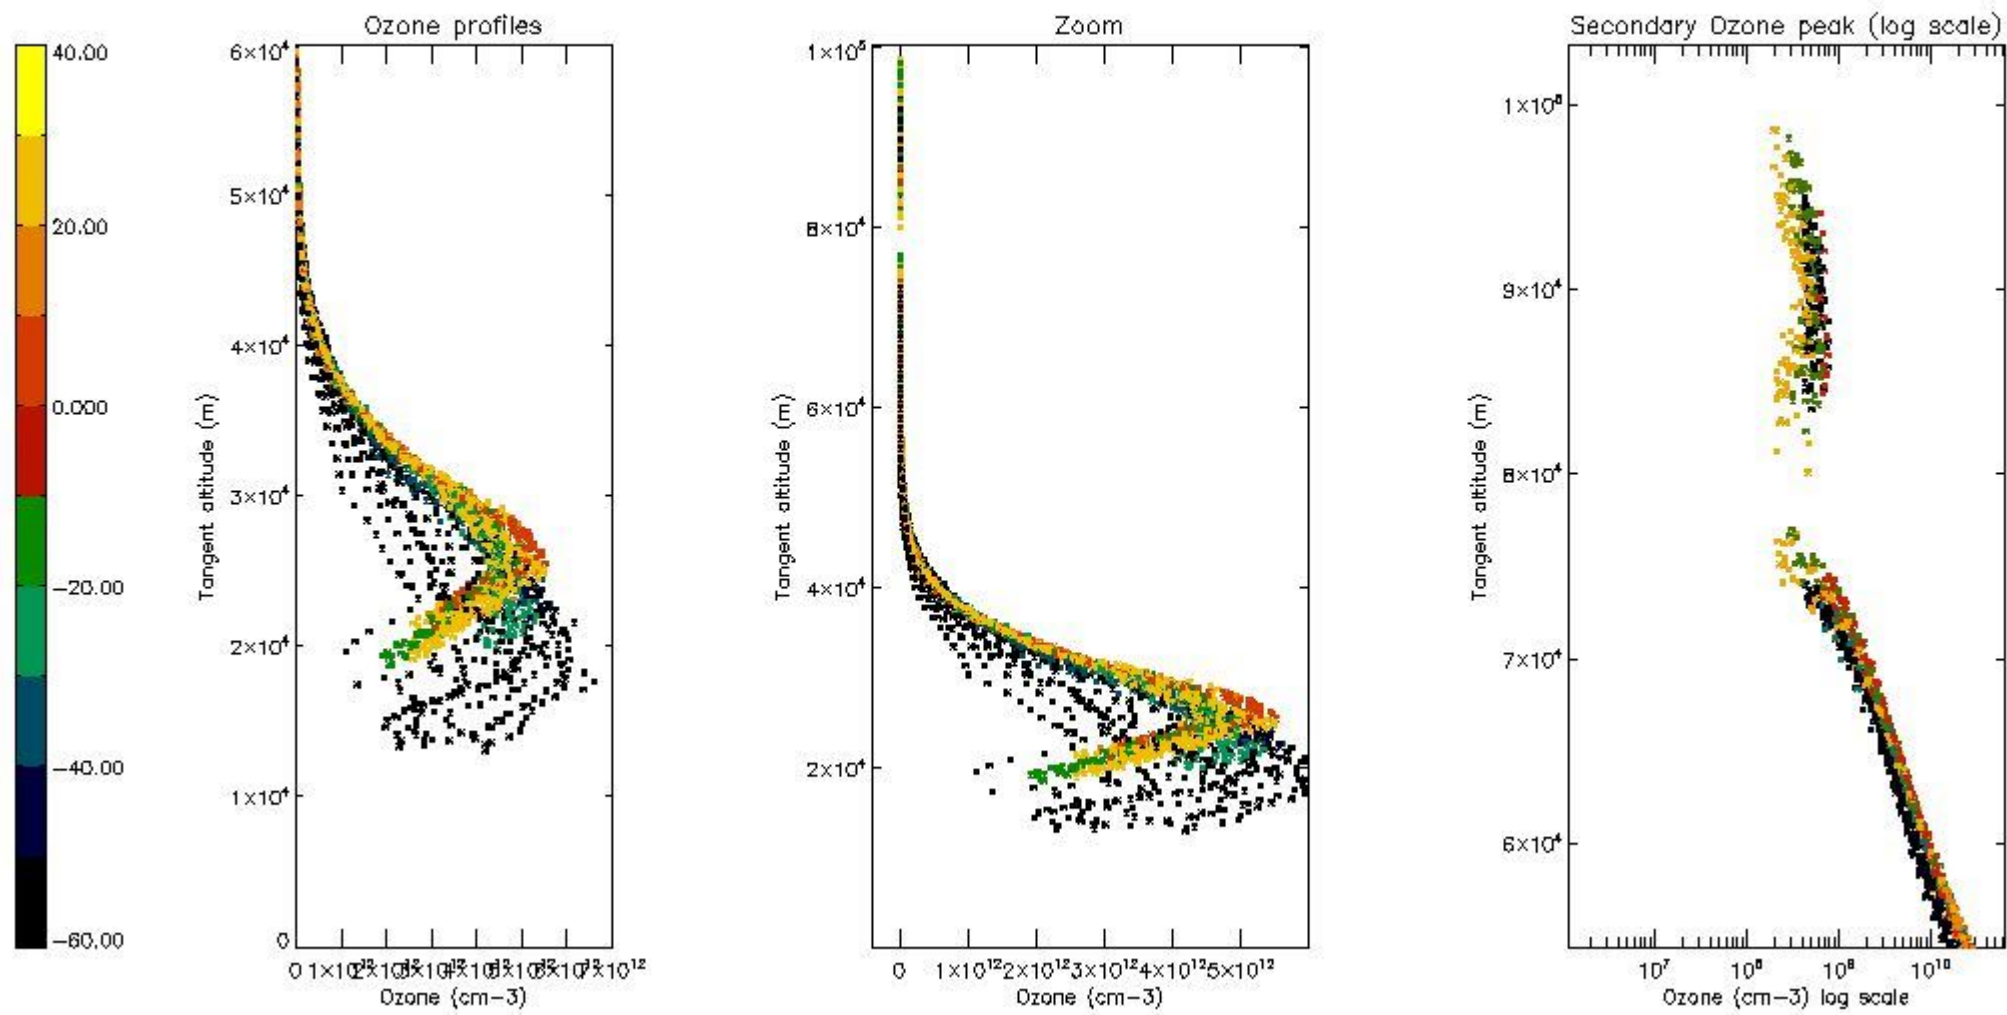 Ozone profiles
Zoom
Secondary Ozone peak (log scale)
40.00
20.00
0.000
−20.00
−40.00
−60.00
Tangent altitude (m)
6×10⁴
5×10⁴
4×10⁴
3×10⁴
2×10⁴
1×10⁴
0
Ozone (cm−3)
Tangent altitude (m)
1×10⁵
8×10⁴
6×10⁴
4×10⁴
2×10⁴
0 1×10¹² 2×10¹² 3×10¹² 4×10¹² 5×10¹²
Ozone (cm−3)
Tangent altitude (m)
9×10⁴
8×10⁴
7×10⁴
6×10⁴
10⁷ 10⁸ 10⁹ 10¹⁰
Ozone (cm−3) log scale